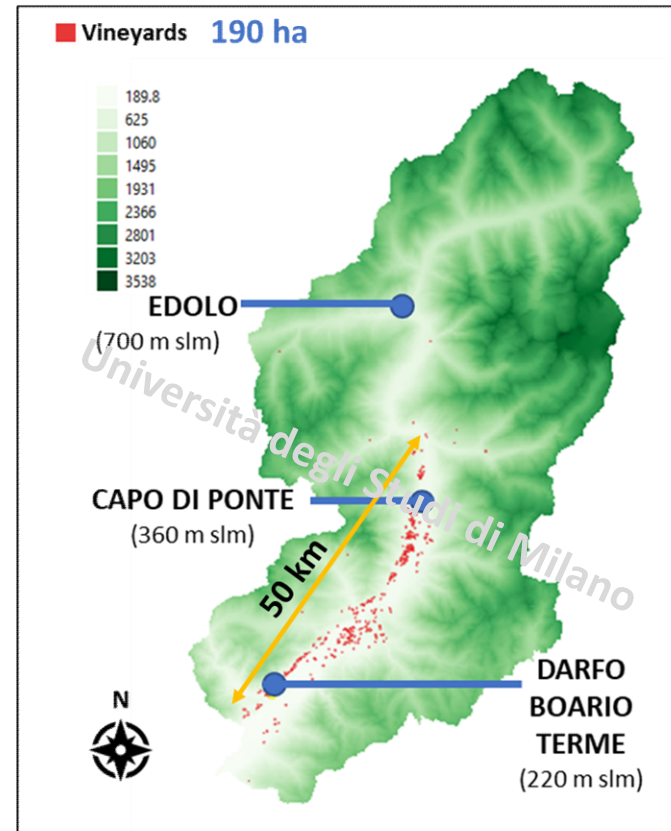 Vineyards 190 ha
189.8
625
1060
1495
1931
2366
2801
3203
3538
EDOLO
(700 m slm)
Università degli Studi di Milano
CAPO DI PONTE
(360 m slm)
50 km
DARFO
BOARIO
TERME
(220 m slm)
N